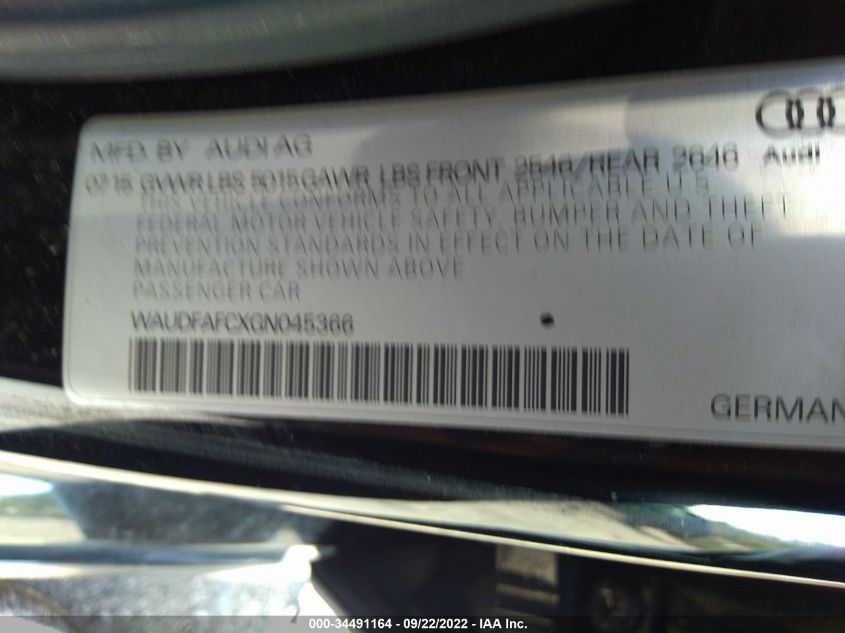 MFD. BY AUDI AG
07/15 GVWR LBS 5015 GAWR LBS FRONT 2546/REAR 2646
Audi
THIS VEHICLE CONFORMS TO ALL APPLICABLE U.S.
FEDERAL MOTOR VEHICLE SAFETY, BUMPER AND THEFT
PREVENTION STANDARDS IN EFFECT ON THE DATE OF
MANUFACTURE SHOWN ABOVE
PASSENGER CAR
WAUDFAFCXGN045366
GERMAN
000-34491164 - 09/22/2022 - IAA Inc.